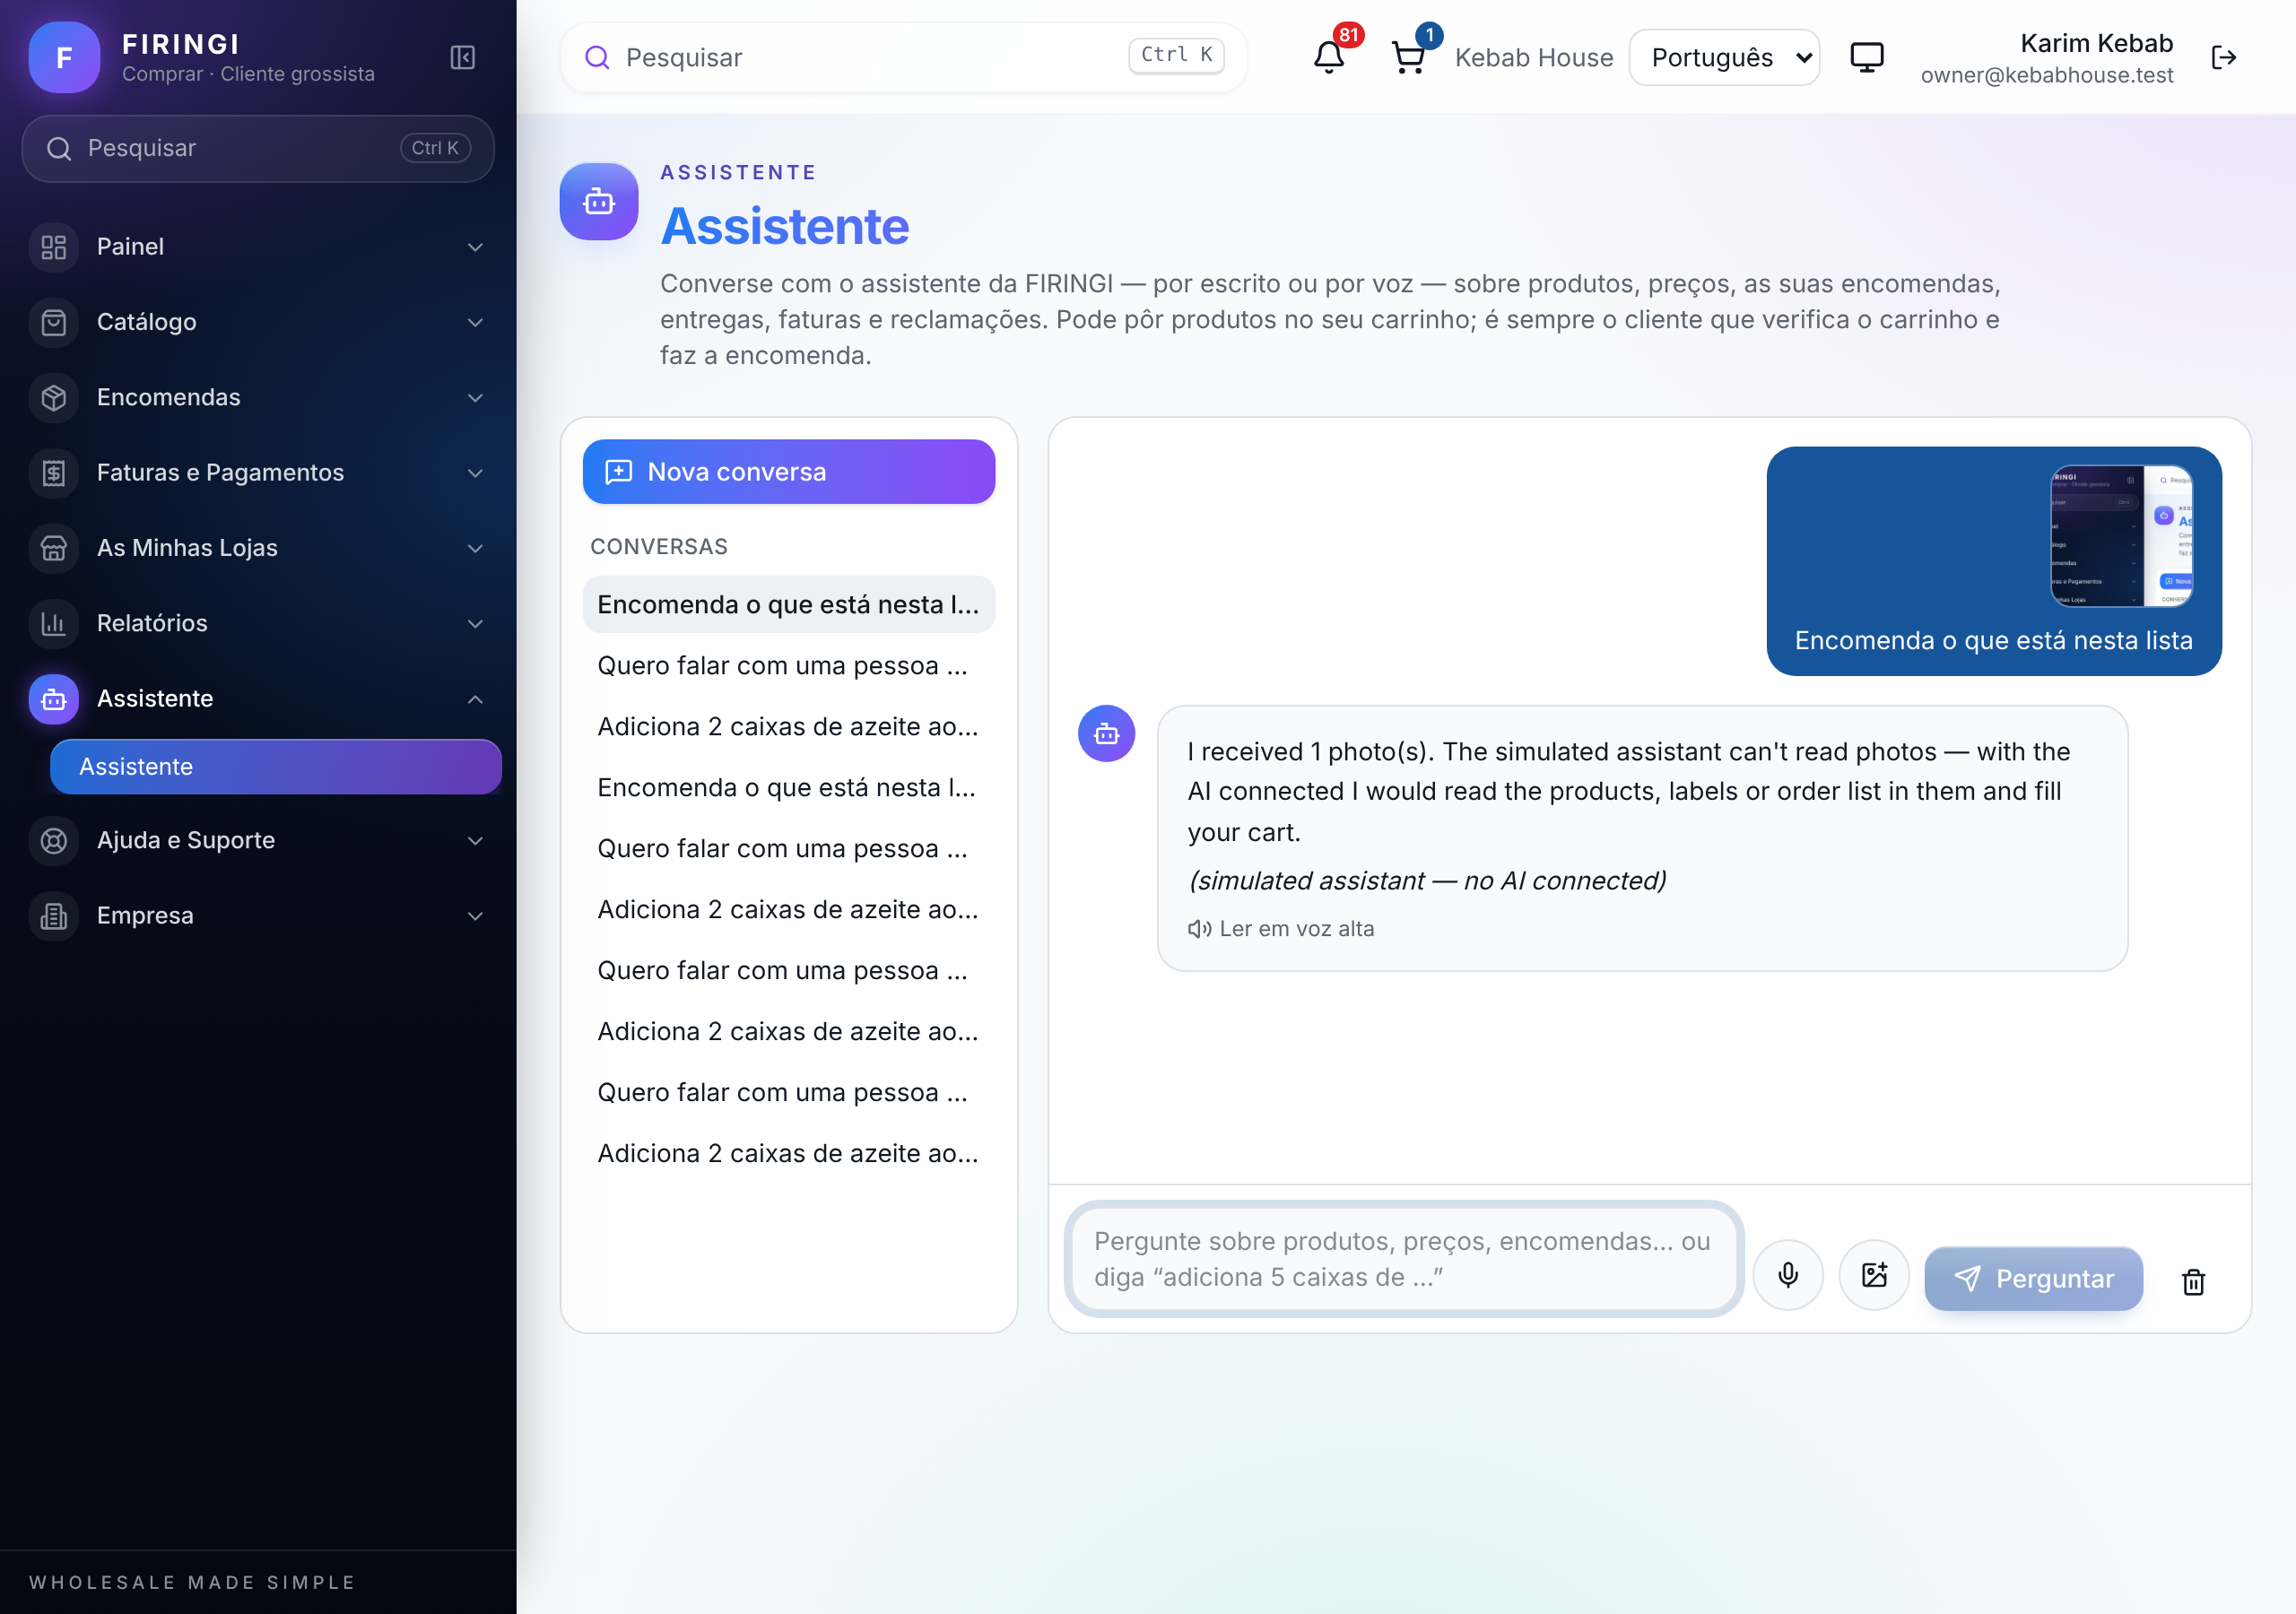 F
FIRINGI
Comprar · Cliente grossista
Pesquisar
Ctrl K
Painel
Catálogo
Encomendas
Faturas e Pagamentos
As Minhas Lojas
Relatórios
Assistente
Assistente
Ajuda e Suporte
Empresa
WHOLESALE MADE SIMPLE
Pesquisar
Ctrl K
81
1
Kebab House
Português
Karim Kebab
owner@kebabhouse.test
ASSISTENTE
Assistente
Converse com o assistente da FIRINGI — por escrito ou por voz — sobre produtos, preços, as suas encomendas,
entregas, faturas e reclamações. Pode pôr produtos no seu carrinho; é sempre o cliente que verifica o carrinho e
faz a encomenda.
Nova conversa
CONVERSAS
Encomenda o que está nesta l...
Quero falar com uma pessoa ...
Adiciona 2 caixas de azeite ao...
Encomenda o que está nesta l...
Quero falar com uma pessoa ...
Adiciona 2 caixas de azeite ao...
Quero falar com uma pessoa ...
Adiciona 2 caixas de azeite ao...
Quero falar com uma pessoa ...
Adiciona 2 caixas de azeite ao...
Encomenda o que está nesta lista
I received 1 photo(s). The simulated assistant can't read photos — with the
AI connected I would read the products, labels or order list in them and fill
your cart.
(simulated assistant — no AI connected)
Ler em voz alta
Pergunte sobre produtos, preços, encomendas... ou
diga “adiciona 5 caixas de ...”
Perguntar